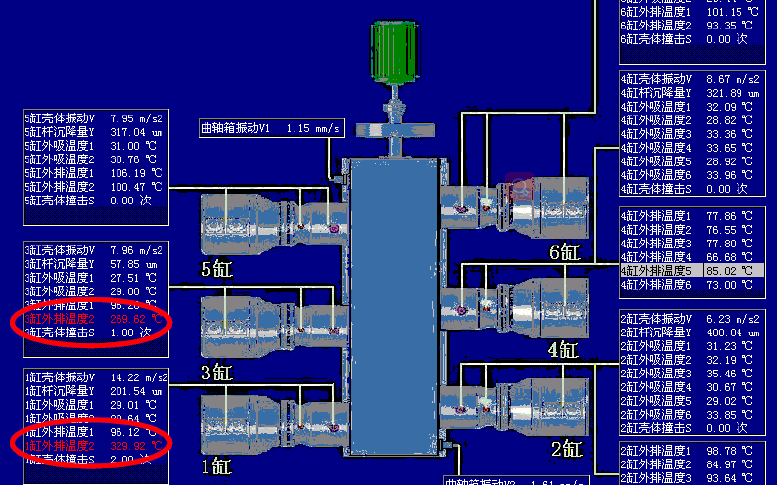 6缸外排温度1 101.15 ℃
6缸外排温度2 93.35 ℃
6缸壳体撞击S 0.00 次
4缸壳体振动V 8.67 m/s2
4缸杆沉降量Y 321.89 um
4缸外吸温度1 32.09 ℃
4缸外吸温度2 28.82 ℃
4缸外吸温度3 33.36 ℃
4缸外吸温度4 33.65 ℃
4缸外吸温度5 28.92 ℃
4缸外吸温度6 33.96 ℃
4缸壳体撞击S 0.00 次
4缸外排温度1 77.86 ℃
4缸外排温度2 76.55 ℃
4缸外排温度3 77.80 ℃
4缸外排温度4 66.68 ℃
4缸外排温度5 85.02 ℃
4缸外排温度6 73.00 ℃
2缸壳体振动V 6.23 m/s2
2缸杆沉降量Y 400.04 um
2缸外吸温度1 31.23 ℃
2缸外吸温度2 32.19 ℃
2缸外吸温度3 35.46 ℃
2缸外吸温度4 30.67 ℃
2缸外吸温度5 29.02 ℃
2缸外吸温度6 33.85 ℃
2缸壳体撞击S 0.00 次
2缸外排温度1 98.78 ℃
2缸外排温度2 84.97 ℃
2缸外排温度3 93.64 ℃
曲轴箱振动V1 1.15 mm/s
5缸壳体振动V 7.95 m/s2
5缸杆沉降量Y 317.04 um
5缸外吸温度1 31.00 ℃
5缸外吸温度2 30.76 ℃
5缸外排温度1 106.19 ℃
5缸外排温度2 100.47 ℃
5缸壳体撞击S 0.00 次
3缸壳体振动V 7.96 m/s2
3缸杆沉降量Y 57.85 um
3缸外吸温度1 27.51 ℃
3缸外吸温度2 29.00 ℃
3缸外排温度1
缸外排温度2 259.62 ℃
3缸壳体撞击S 1.00 次
1缸壳体振动V 14.22 m/s2
1缸杆沉降量Y 201.54 um
1缸外吸温度1 29.01 ℃
1缸外吸温度2
1缸外排温度1 96.12 ℃
1缸外排温度2 329.92 ℃
1缸壳体撞击S 2.00 次
5缸
3缸
1缸
6缸
4缸
2缸
曲轴箱振动V2 1.61 mm/s